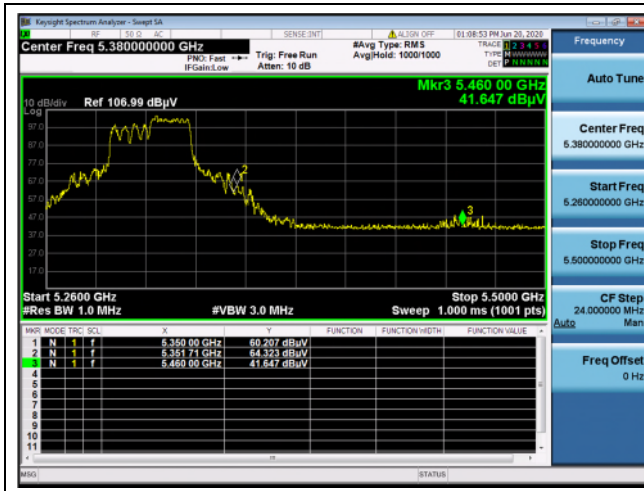 Keysight Spectrum Analyzer - Swept SA
RF 50 Ω AC SENSE:INT ALIGN OFF 01:08:53 PM Jun 20, 2020
Center Freq 5.380000000 GHz #Avg Type: RMS TRACE 1 2 3 4 5 6
PNO: Fast Trig: Free Run Avg|Hold: 1000/1000 TYPE MWWWWW
IFGain:Low Atten: 10 dB DET P N N N N N
Mkr3 5.460 00 GHz
10 dB/div Ref 106.99 dBµV 41.647 dBµV
Log
97.0
87.0
77.0
67.0
57.0
47.0
37.0
27.0
17.0
2
3
Start 5.2600 GHz Stop 5.5000 GHz
#Res BW 1.0 MHz #VBW 3.0 MHz Sweep 1.000 ms (1001 pts)
MKR MODE TRC SCL X Y FUNCTION FUNCTION WIDTH FUNCTION VALUE
1 N 1 f 5.350 00 GHz 60.207 dBµV
2 N 1 f 5.351 71 GHz 64.323 dBµV
3 N 1 f 5.460 00 GHz 41.647 dBµV
4
5
6
7
8
9
10
11
MSG STATUS
Frequency
Auto Tune
Center Freq
5.380000000 GHz
Start Freq
5.260000000 GHz
Stop Freq
5.500000000 GHz
CF Step
24.000000 MHz
Auto Man
Freq Offset
0 Hz